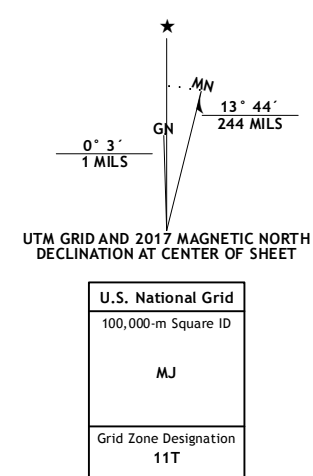 ★
MN
13° 44´
244 MILS
GN
0° 3´
1 MILS
UTM GRID AND 2017 MAGNETIC NORTH
DECLINATION AT CENTER OF SHEET
U.S. National Grid
100,000-m Square ID
MJ
Grid Zone Designation
11T